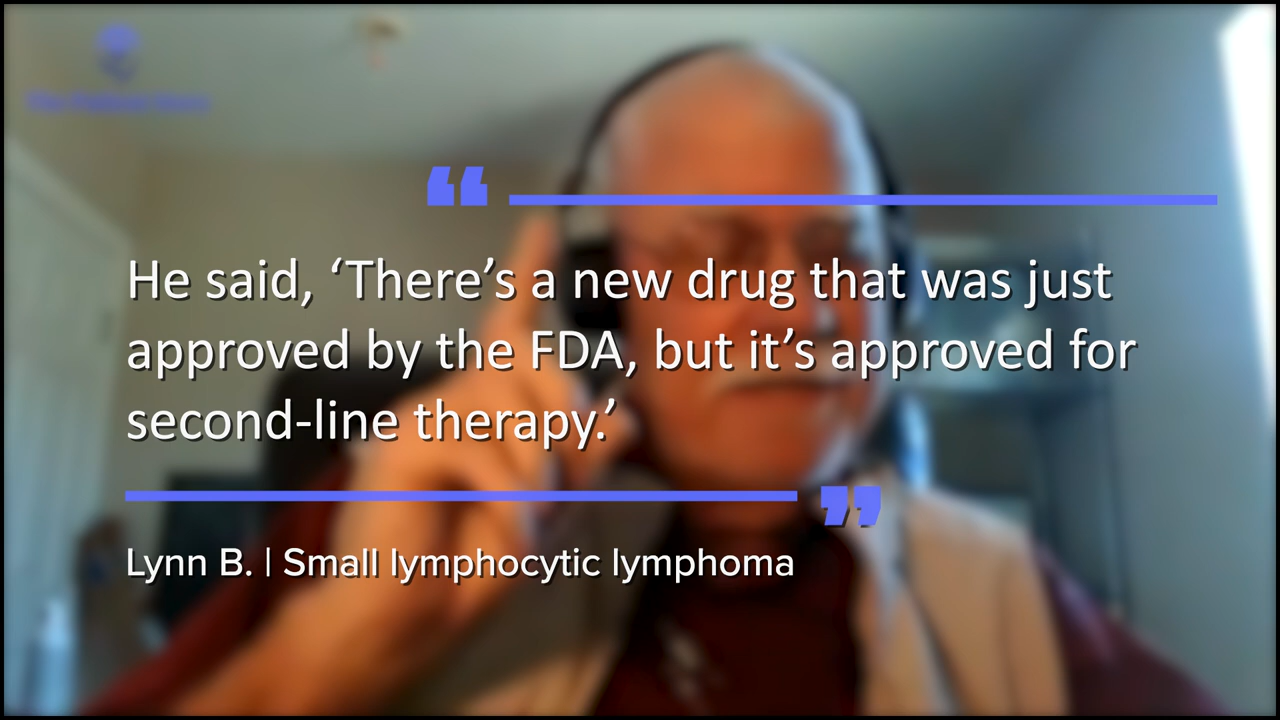 He said, ‘There’s a new drug that was just
approved by the FDA, but it’s approved for
second-line therapy.’
Lynn B. | Small lymphocytic lymphoma